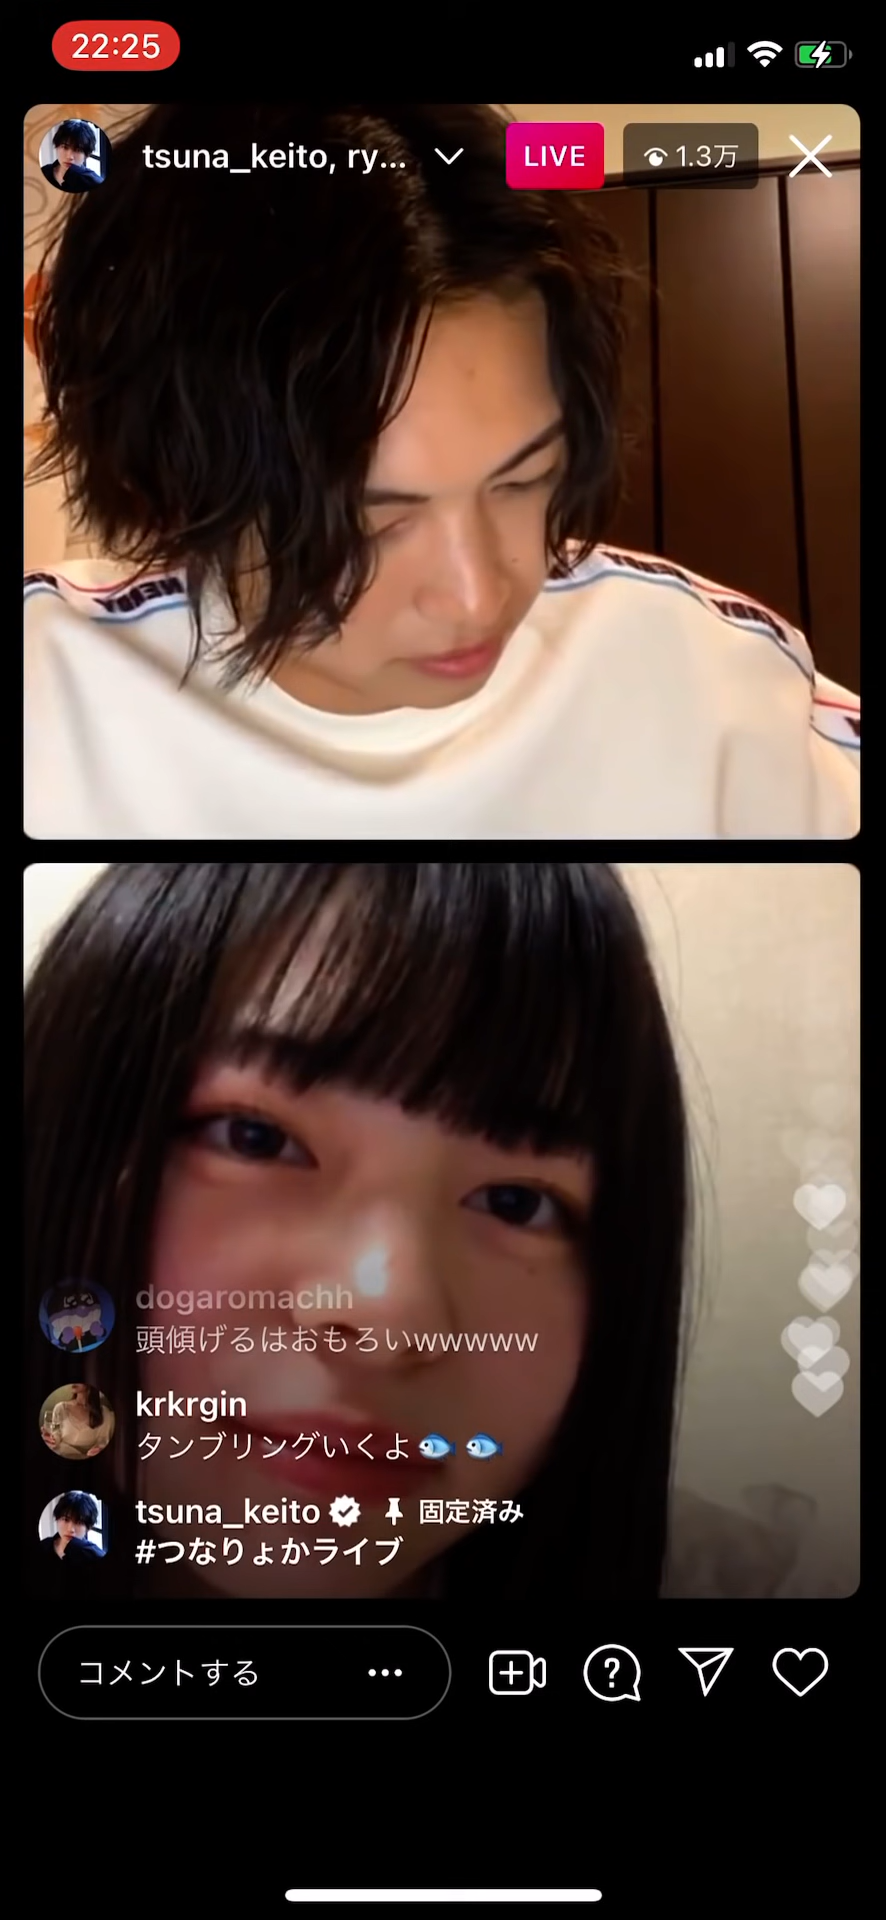 22:25
tsuna_keito, ry...
LIVE
1.3万
dogaromachh
頭傾げるはおもろいwwwww
krkrgin
タンブリングいくよ🐟 🐟
tsuna_keito 固定済み
#つなりょかライブ
コメントする